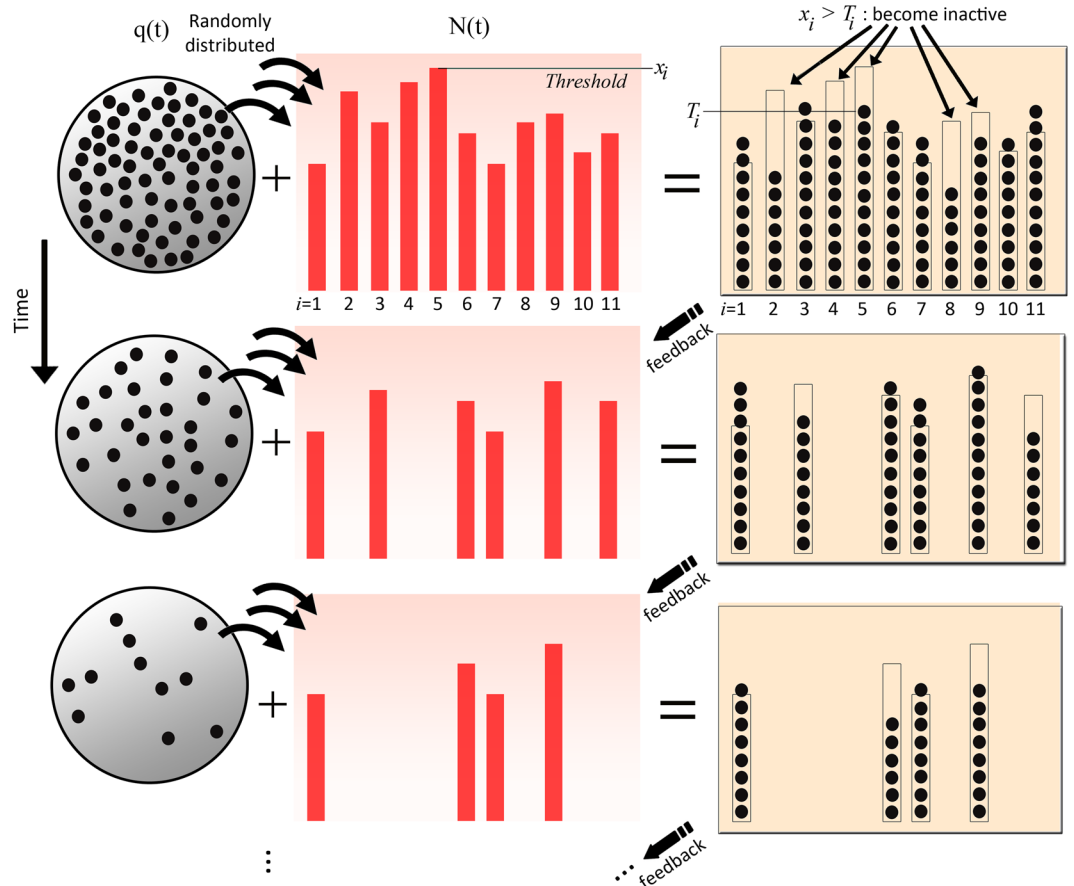 q(t)
Randomly
distributed
N(t)
Threshold
x_i
x_i > T_i : become inactive
T_i
+
=
i=1 2 3 4 5 6 7 8 9 10 11
i=1 2 3 4 5 6 7 8 9 10 11
Time
feedback
+
=
feedback
+
=
feedback
⋮
...